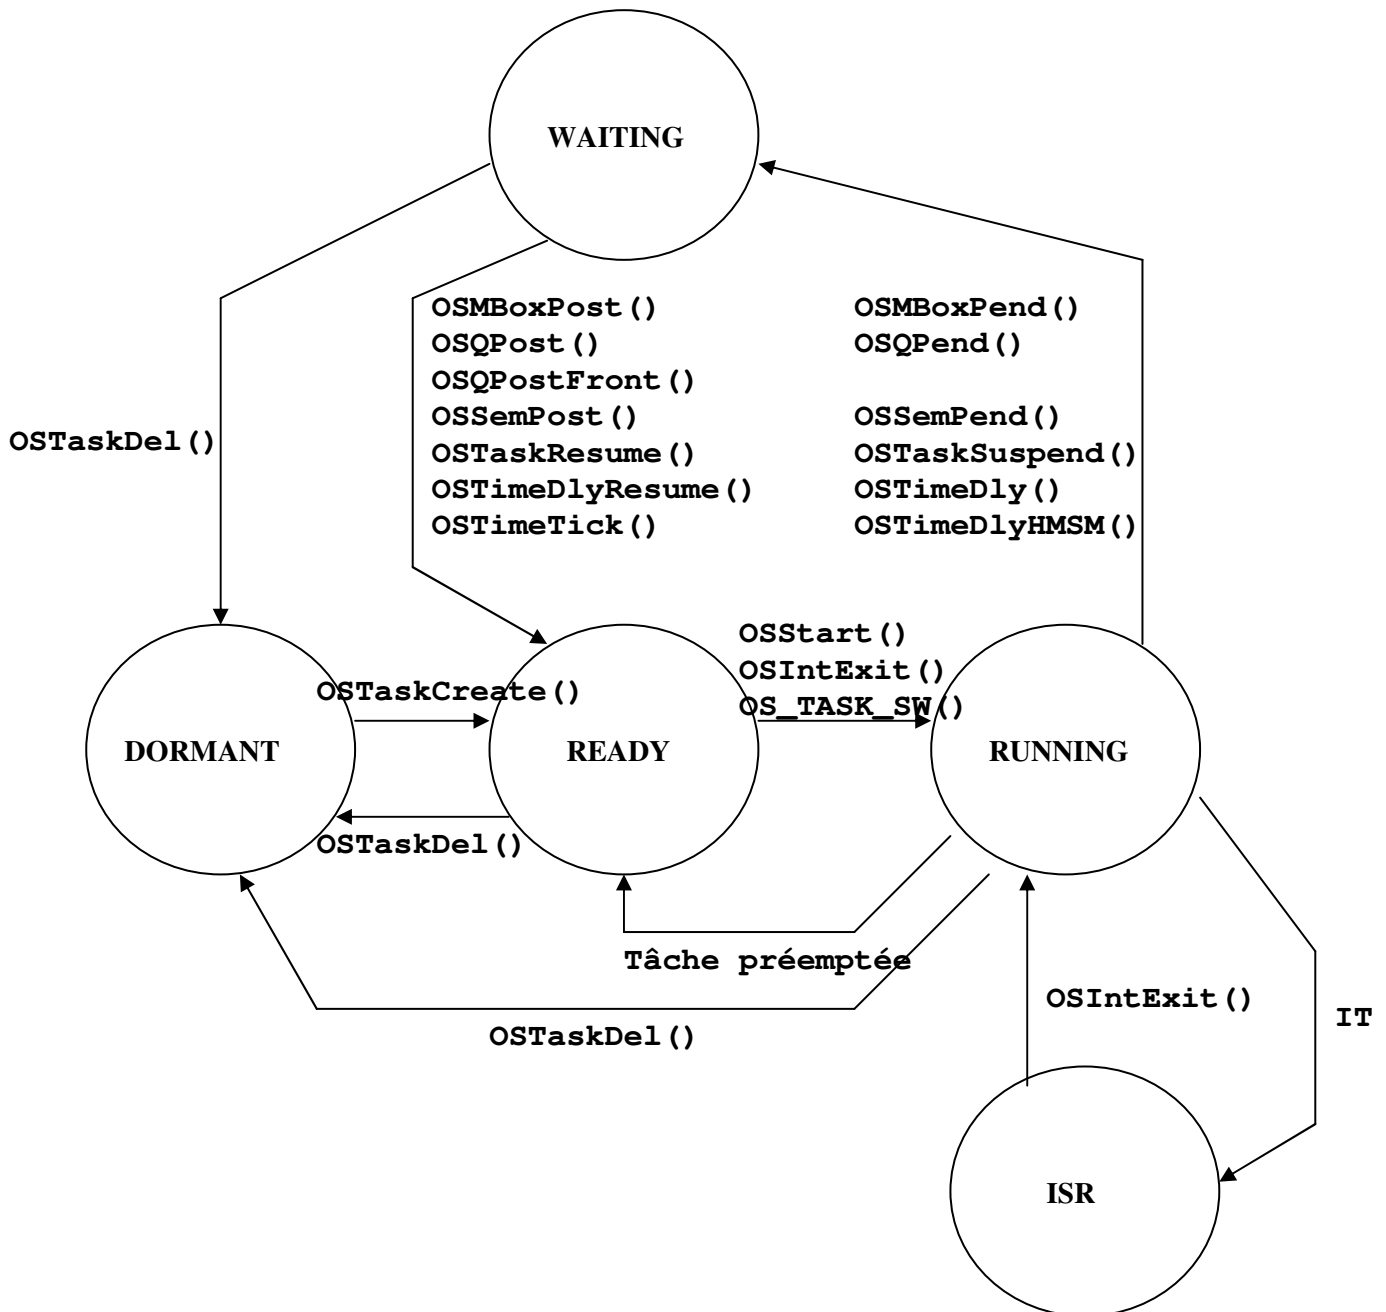 WAITING
OSMBoxPost() OSMBoxPend()
OSQPost() OSQPend()
OSQPostFront()
OSSemPost() OSSemPend()
OSTaskDel()
OSTaskResume() OSTaskSuspend()
OSTimeDlyResume() OSTimeDly()
OSTimeTick() OSTimeDlyHMSM()
OSStart()
OSIntExit()
OSTaskCreate()
OS_TASK_SW()
DORMANT READY RUNNING
OSTaskDel()
Tâche préemptée
OSIntExit()
IT
OSTaskDel()
ISR